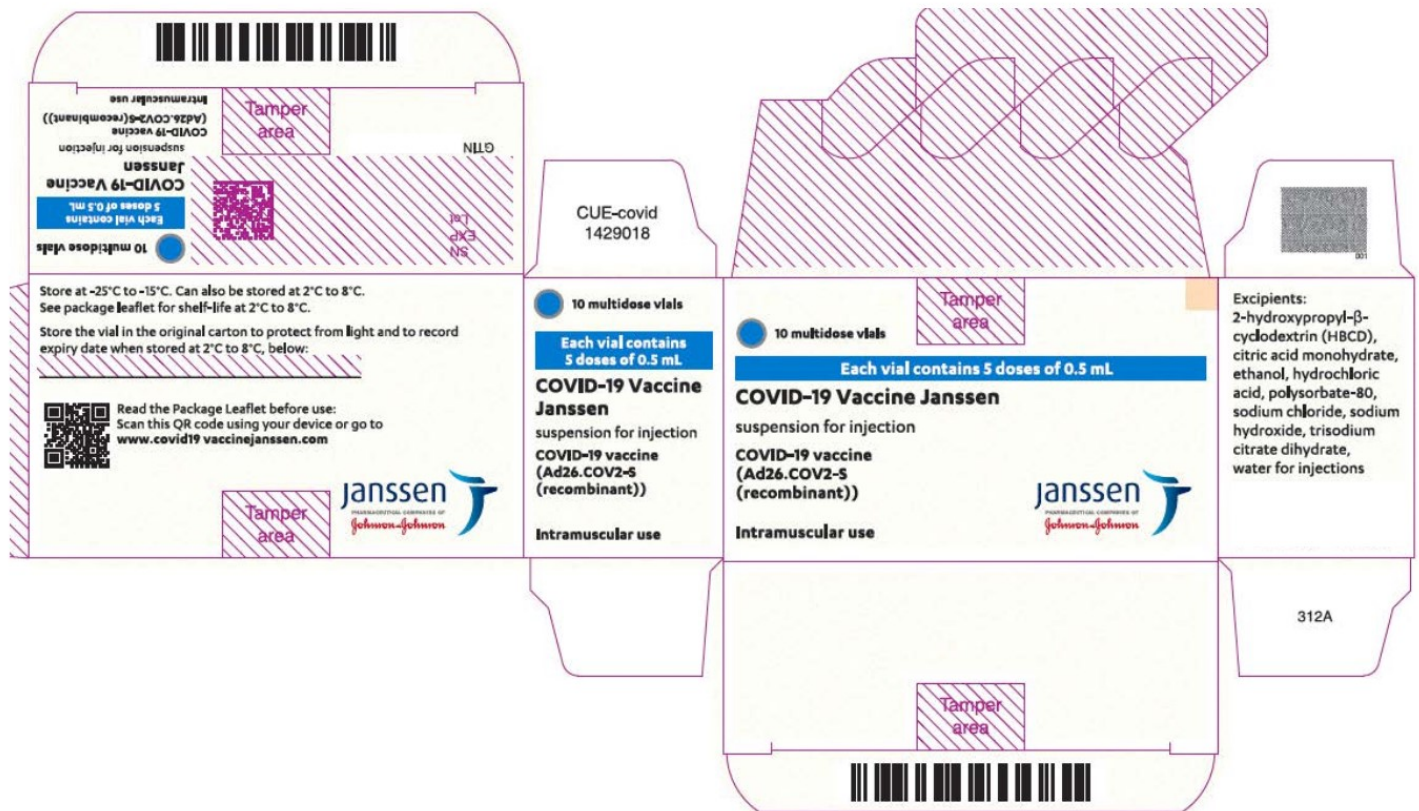 Intramuscular use
(Ad26.COV2-S(recombinant))
COVID-19 vaccine
suspension for injection
Janssen
COVID-19 Vaccine
Each vial contains
5 doses of 0.5 mL
10 multidose vials
Tamper
area
GTIN
Lot
EXP
SN
Store at -25°C to -15°C. Can also be stored at 2°C to 8°C.
See package leaflet for shelf-life at 2°C to 8°C.
Store the vial in the original carton to protect from light and to record
expiry date when stored at 2°C to 8°C, below:
Read the Package Leaflet before use:
Scan this QR code using your device or go to
www.covid19 vaccinejanssen.com
Tamper
area
janssen
PHARMACEUTICAL COMPANIES OF
Johnson&Johnson
CUE-covid
1429018
10 multidose vials
Each vial contains
5 doses of 0.5 mL
COVID-19 Vaccine
Janssen
suspension for injection
COVID-19 vaccine
(Ad26.COV2-S
(recombinant))
Intramuscular use
Tamper
area
10 multidose vials
Each vial contains 5 doses of 0.5 mL
COVID-19 Vaccine Janssen
suspension for injection
COVID-19 vaccine
(Ad26.COV2-S
(recombinant))
Intramuscular use
janssen
PHARMACEUTICAL COMPANIES OF
Johnson&Johnson
Tamper
area
001
Excipients:
2-hydroxypropyl-β-
cyclodextrin (HBCD),
citric acid monohydrate,
ethanol, hydrochloric
acid, polysorbate-80,
sodium chloride, sodium
hydroxide, trisodium
citrate dihydrate,
water for injections
312A